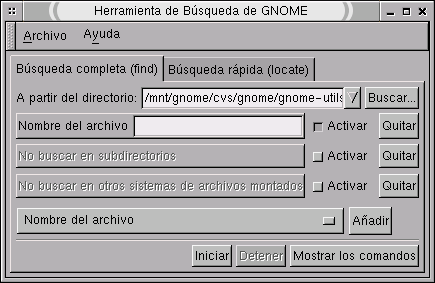 Herramienta de Búsqueda de GNOME
Archivo Ayuda
Búsqueda completa (find) Búsqueda rápida (locate)
A partir del directorio: /mnt/gnome/cvs/gnome/gnome-utils Buscar...
Nombre del archivo Activar Quitar
No buscar en subdirectorios Activar Quitar
No buscar en otros sistemas de archivos montados Activar Quitar
Nombre del archivo Añadir
Iniciar Detener Mostrar los comandos